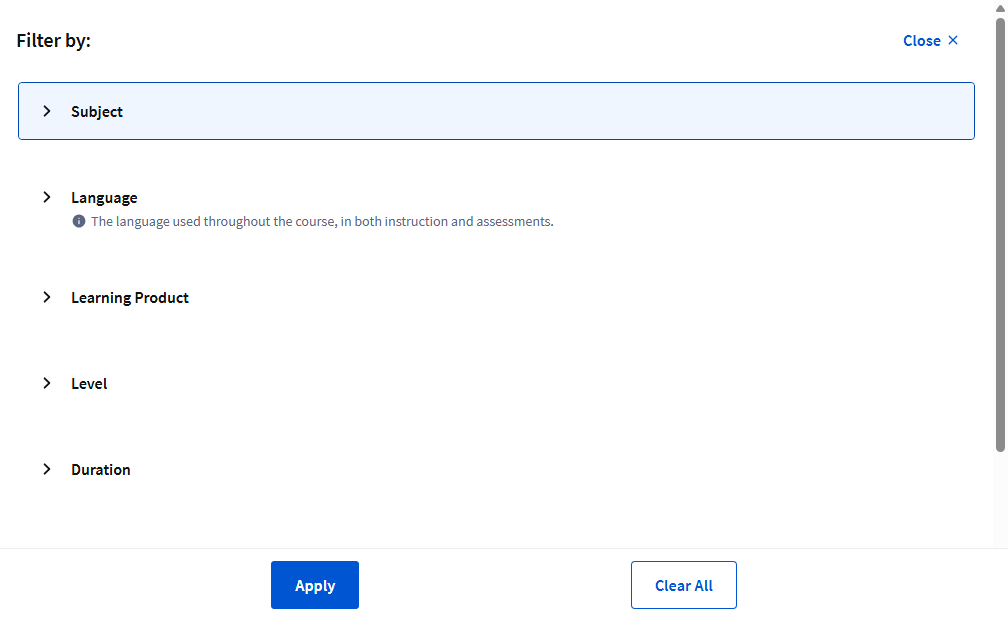 Filter by:
Close
Subject
Language
The language used throughout the course, in both instruction and assessments.
Learning Product
Level
Duration
Apply
Clear All